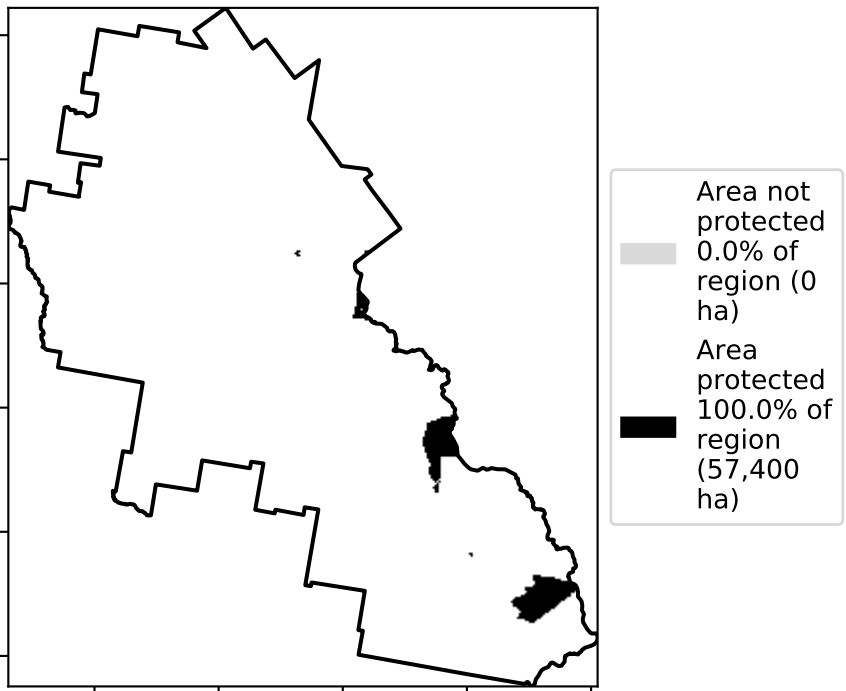 Area not
protected
0.0% of
region (0
ha)
Area
protected
100.0% of
region
(57,400
ha)